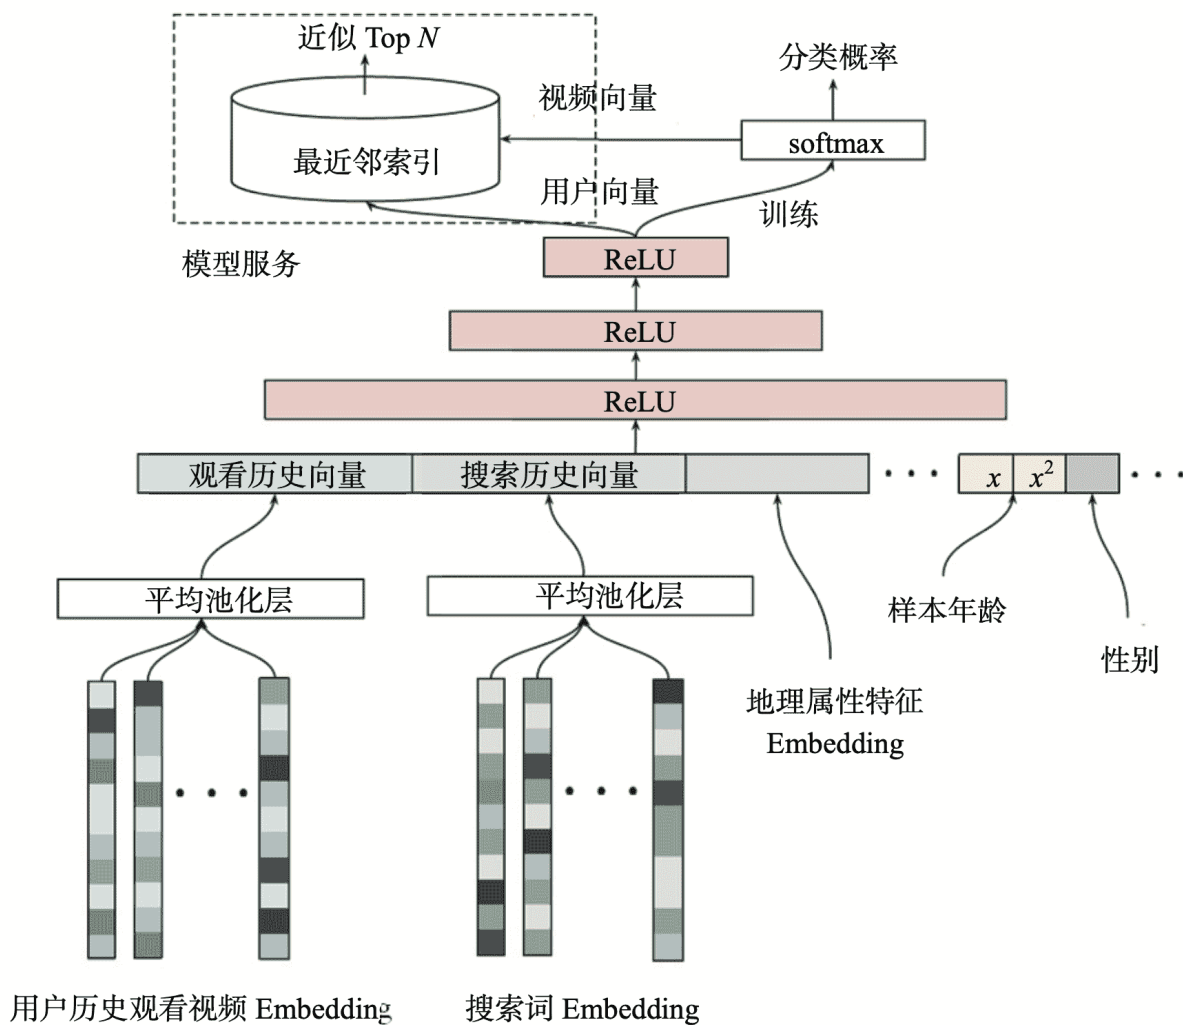 近似 Top N
分类概率
视频向量
softmax
最近邻索引
用户向量
训练
模型服务
ReLU
ReLU
ReLU
观看历史向量 搜索历史向量 ··· x x² ···
平均池化层 平均池化层
样本年龄
性别
地理属性特征
Embedding
··· ···
用户历史观看视频 Embedding 搜索词 Embedding